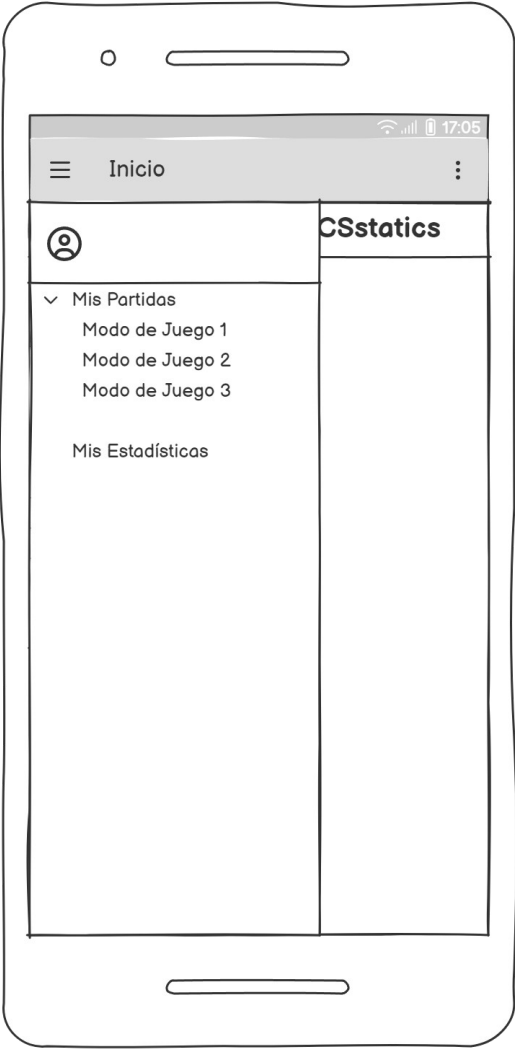 17:05
Inicio
CSstatics
Mis Partidas
Modo de Juego 1
Modo de Juego 2
Modo de Juego 3
Mis Estadísticas